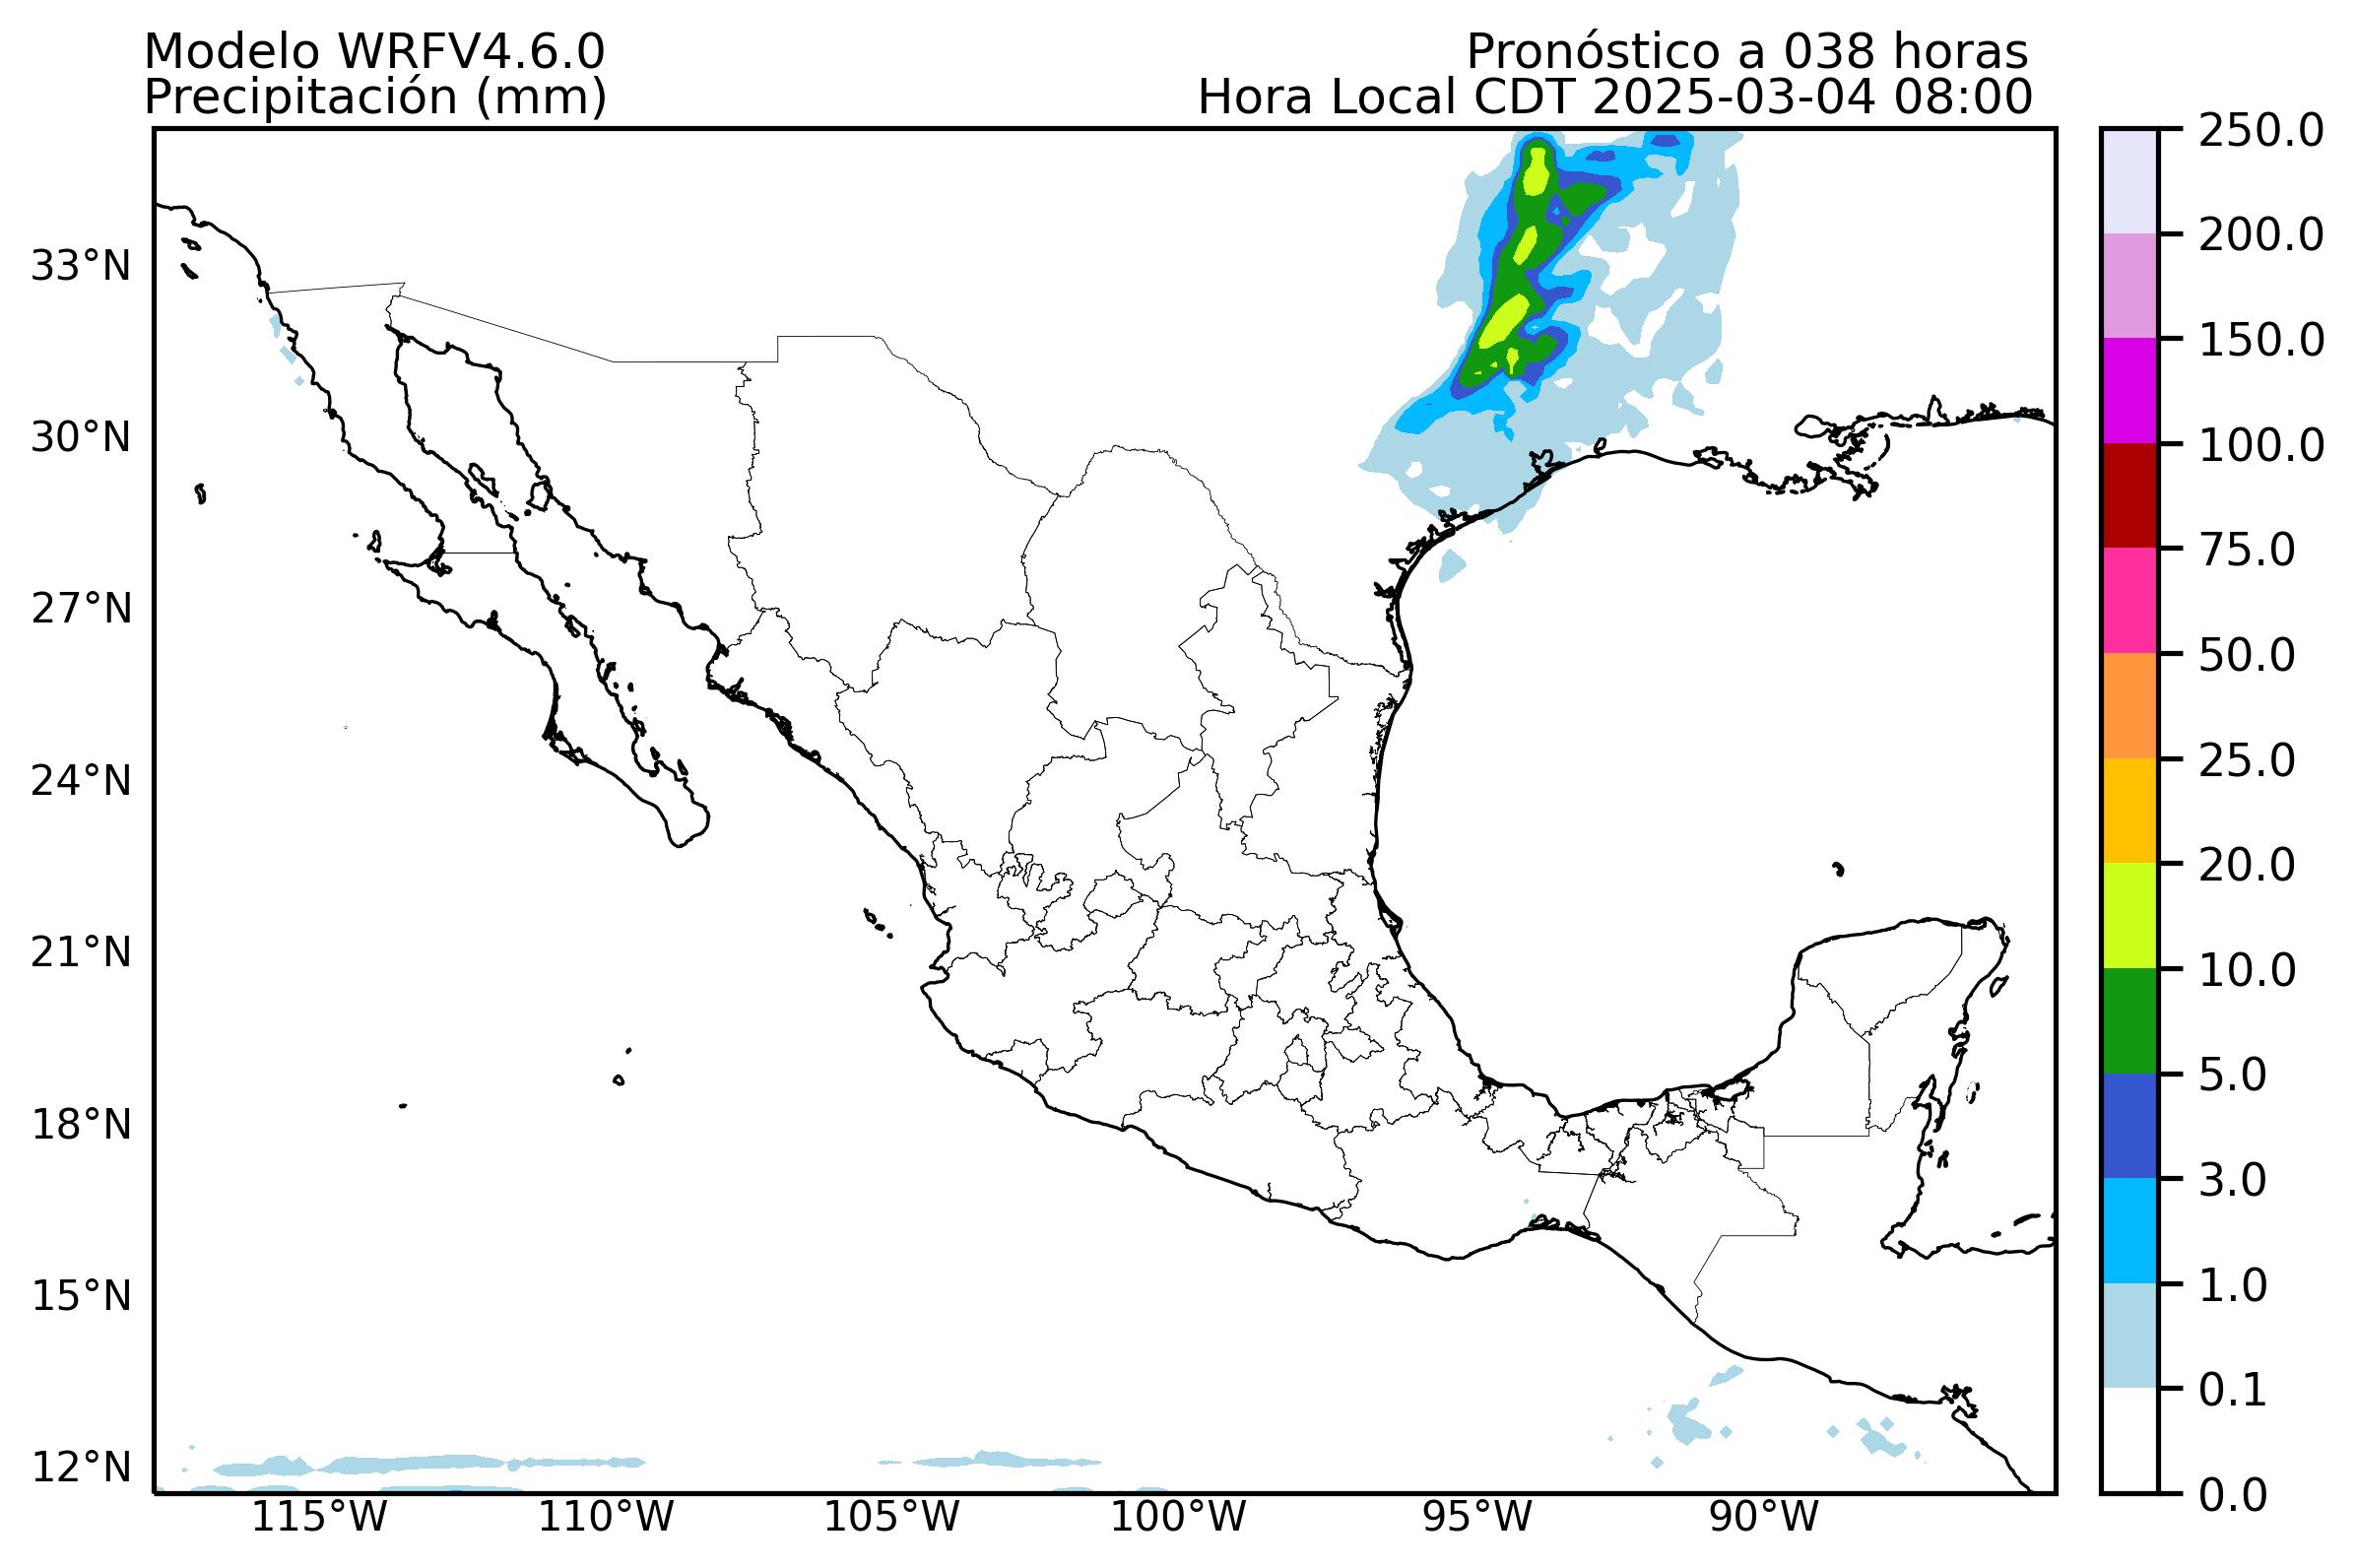 Modelo WRFV4.6.0
Precipitación (mm)
Pronóstico a 038 horas
Hora Local CDT 2025-03-04 08:00
33°N
30°N
27°N
24°N
21°N
18°N
15°N
12°N
115°W
110°W
105°W
100°W
95°W
90°W
250.0
200.0
150.0
100.0
75.0
50.0
25.0
20.0
10.0
5.0
3.0
1.0
0.1
0.0